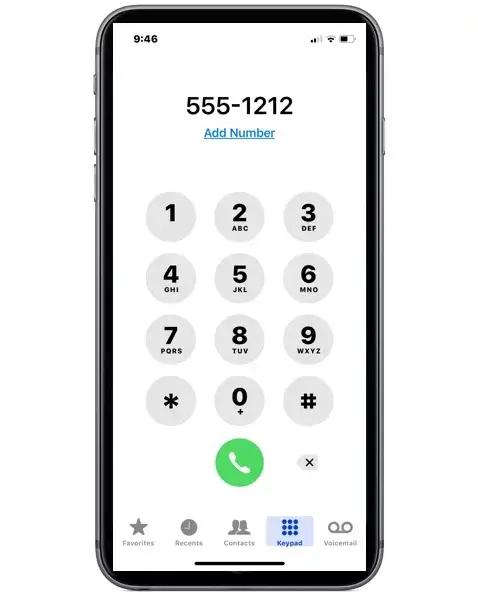 9:46
555-1212
Add Number
1 2 3
ABC DEF
4 5 6
GHI JKL MNO
7 8 9
PQRS TUV WXYZ
* 0 #
+
Favorites Recents Contacts Keypad Voicemail